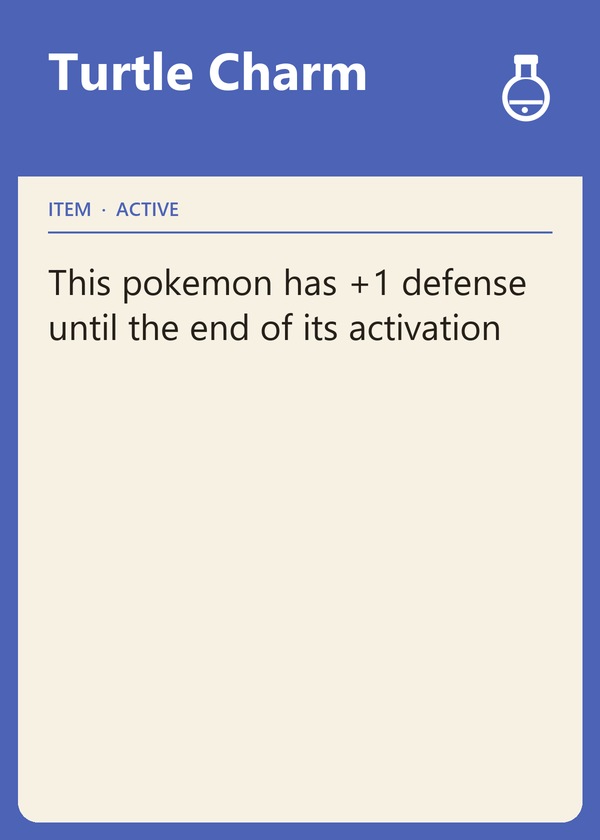 Turtle Charm
ITEM · ACTIVE
This pokemon has +1 defense
until the end of its activation